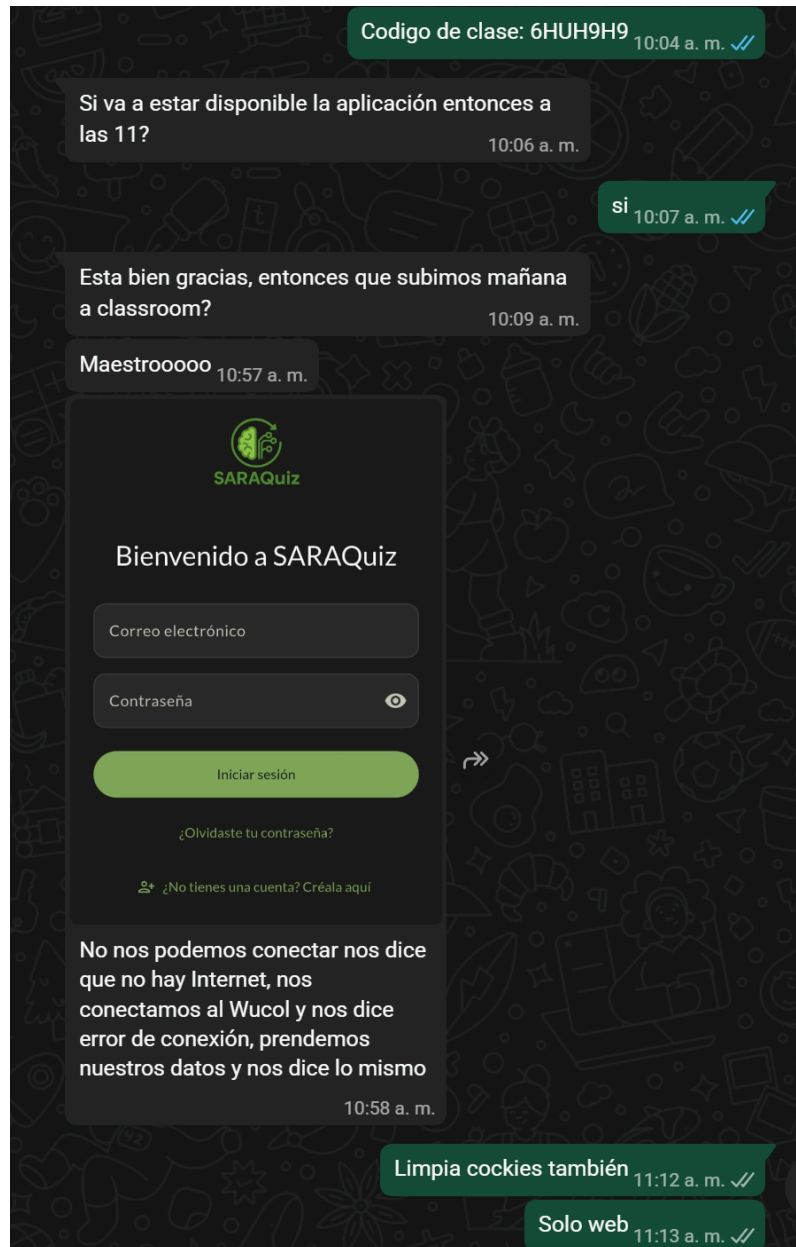 Codigo de clase: 6HUH9H9
10:04 a. m.
Si va a estar disponible la aplicación entonces a
las 11?
10:06 a. m.
si
10:07 a. m.
Esta bien gracias, entonces que subimos mañana
a classroom?
10:09 a. m.
Maestrooooo
10:57 a. m.
SARAQuiz
Bienvenido a SARAQuiz
Correo electrónico
Contraseña
Iniciar sesión
¿Olvidaste tu contraseña?
¿No tienes una cuenta? Créala aquí
No nos podemos conectar nos dice
que no hay Internet, nos
conectamos al Wucol y nos dice
error de conexión, prendemos
nuestros datos y nos dice lo mismo
10:58 a. m.
Limpia cockies también
11:12 a. m.
Solo web
11:13 a. m.